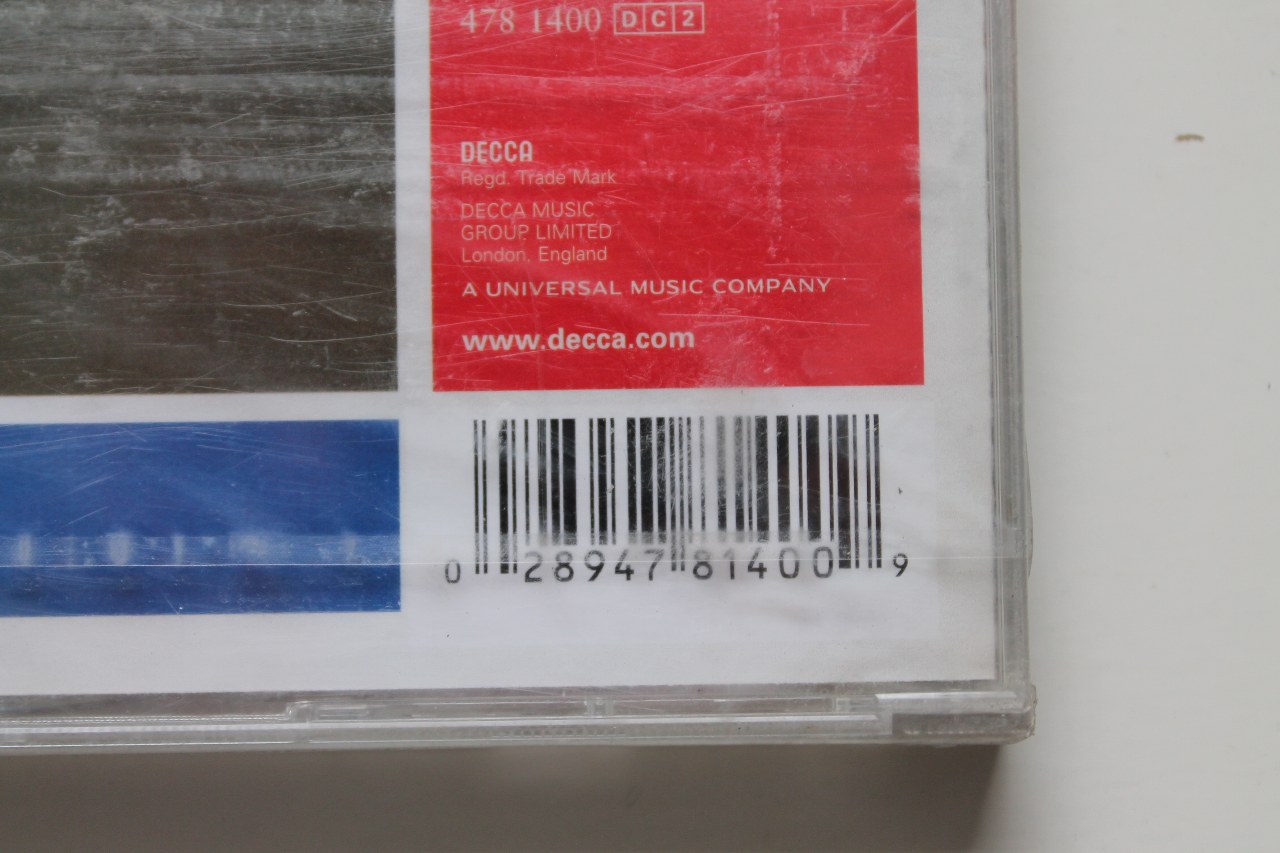 478 1400 DC2
DECCA
Regd. Trade Mark
DECCA MUSIC
GROUP LIMITED
London, England
A UNIVERSAL MUSIC COMPANY
www.decca.com
0 28947 81400 9